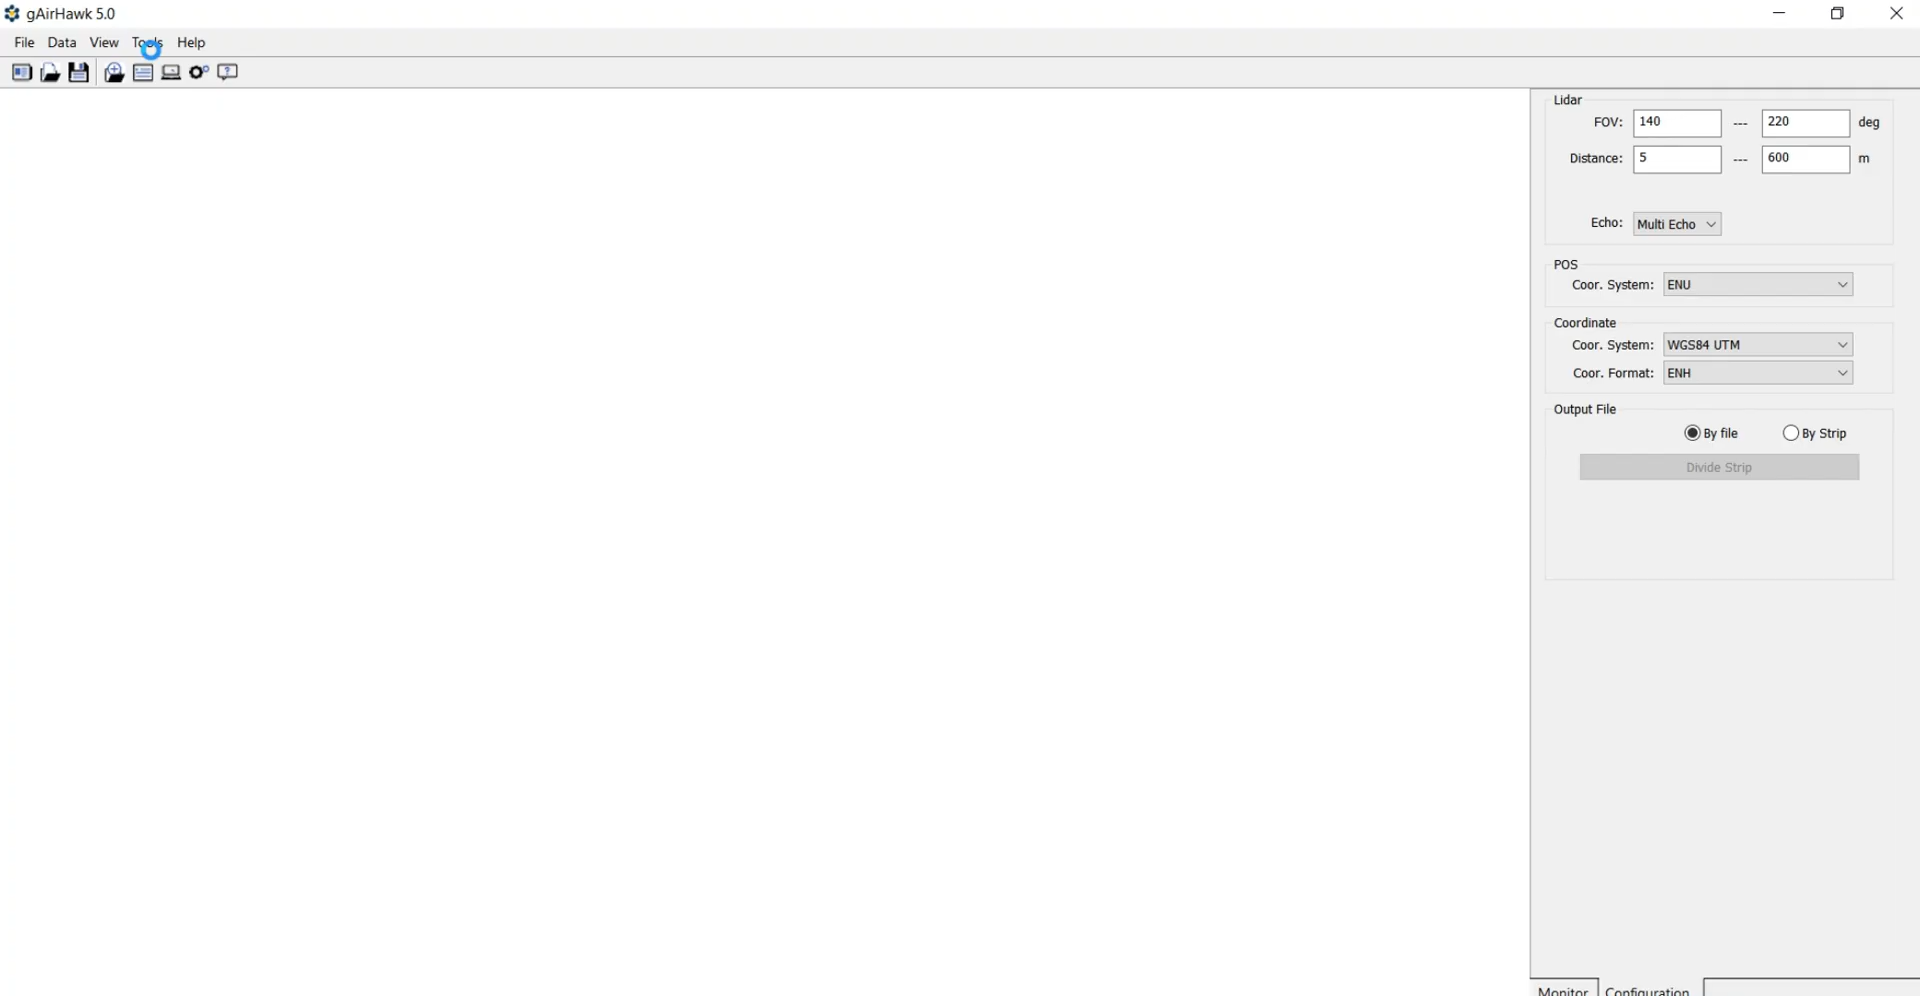 gAirHawk 5.0
File Data View Tools Help
Lidar
FOV: 140 --- 220 deg
Distance: 5 --- 600 m
Echo: Multi Echo
POS
Coor. System: ENU
Coordinate
Coor. System: WGS84 UTM
Coor. Format: ENH
Output File
By file By Strip
Divide Strip
Monitor Configuration